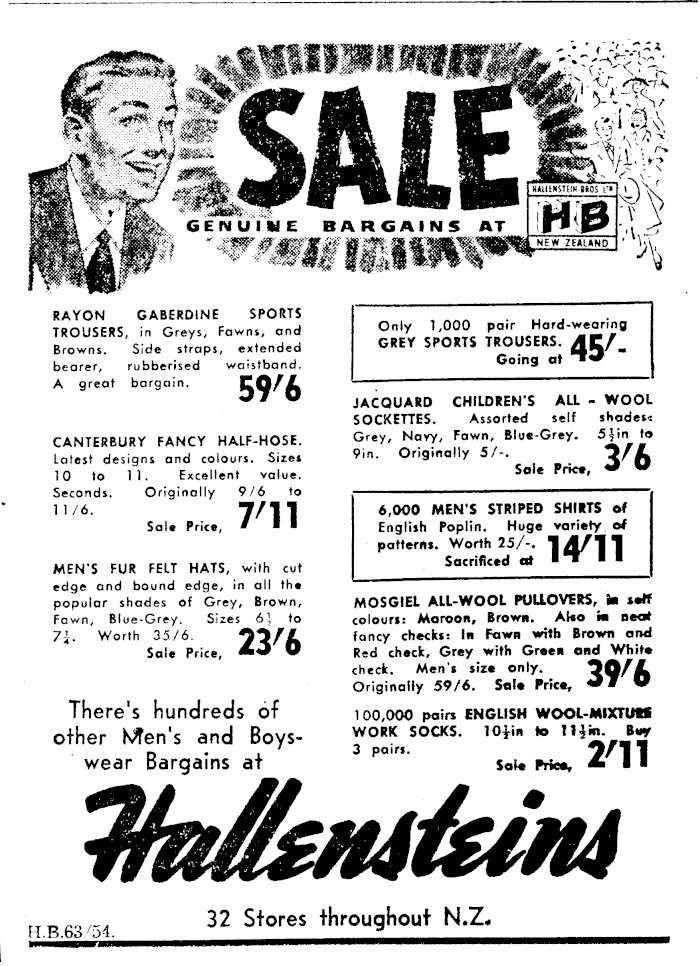 SALE
GENUINE BARGAINS AT
HALLENSTEIN BROS LTD
HB
NEW ZEALAND
RAYON GABERDINE SPORTS
TROUSERS, in Greys, Fawns, and
Browns. Side straps, extended
bearer, rubberised waistband.
A great bargain. 59'6
CANTERBURY FANCY HALF-HOSE.
Latest designs and colours. Sizes
10 to 11. Excellent value.
Seconds. Originally 9/6 to
11/6.
Sale Price, 7'11
MEN'S FUR FELT HATS, with cut
edge and bound edge, in all the
popular shades of Grey, Brown,
Fawn, Blue-Grey. Sizes 6½ to
7¼. Worth 35/6.
Sale Price, 23'6
There's hundreds of
other Men's and Boys-
wear Bargains at
Only 1,000 pair Hard-wearing
GREY SPORTS TROUSERS.
Going at 45/-
JACQUARD CHILDREN'S ALL - WOOL
SOCKETTES. Assorted self shades:
Grey, Navy, Fawn, Blue-Grey. 5½in to
9in. Originally 5/-.
Sale Price, 3'6
6,000 MEN'S STRIPED SHIRTS of
English Poplin. Huge variety of
patterns. Worth 25/-.
Sacrificed at 14'11
MOSGIEL ALL-WOOL PULLOVERS, in self
colours: Maroon, Brown. Also in neat
fancy checks: In Fawn with Brown and
Red check, Grey with Green and White
check. Men's size only.
Originally 59/6. Sale Price, 39'6
100,000 pairs ENGLISH WOOL-MIXTURE
WORK SOCKS. 10½in to 11½in. Buy
3 pairs.
Sale Price, 2'11
Hallensteins
32 Stores throughout N.Z.
H.B.63/54.